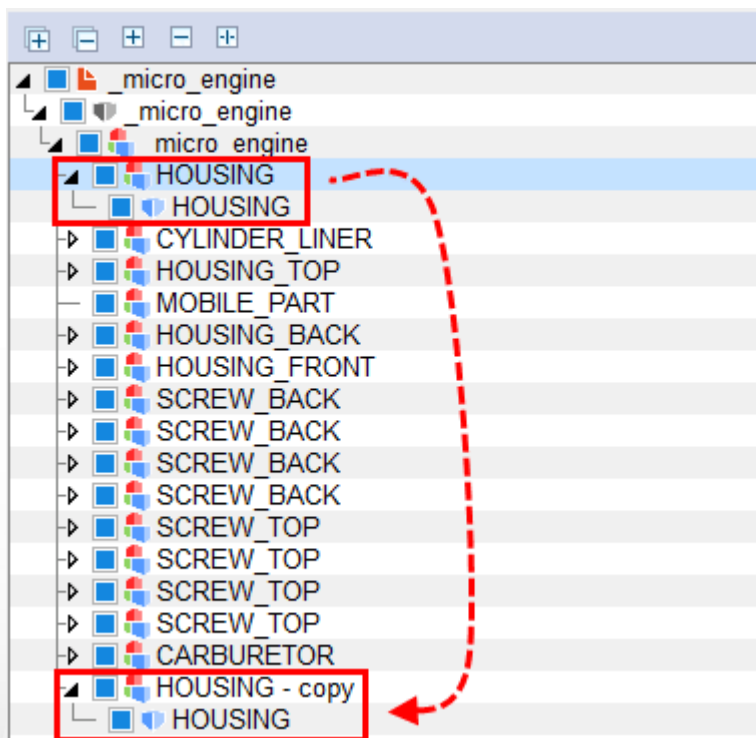 _micro_engine
_micro_engine
_micro_engine
HOUSING
HOUSING
CYLINDER_LINER
HOUSING_TOP
MOBILE_PART
HOUSING_BACK
HOUSING_FRONT
SCREW_BACK
SCREW_BACK
SCREW_BACK
SCREW_BACK
SCREW_TOP
SCREW_TOP
SCREW_TOP
SCREW_TOP
CARBURETOR
HOUSING - copy
HOUSING